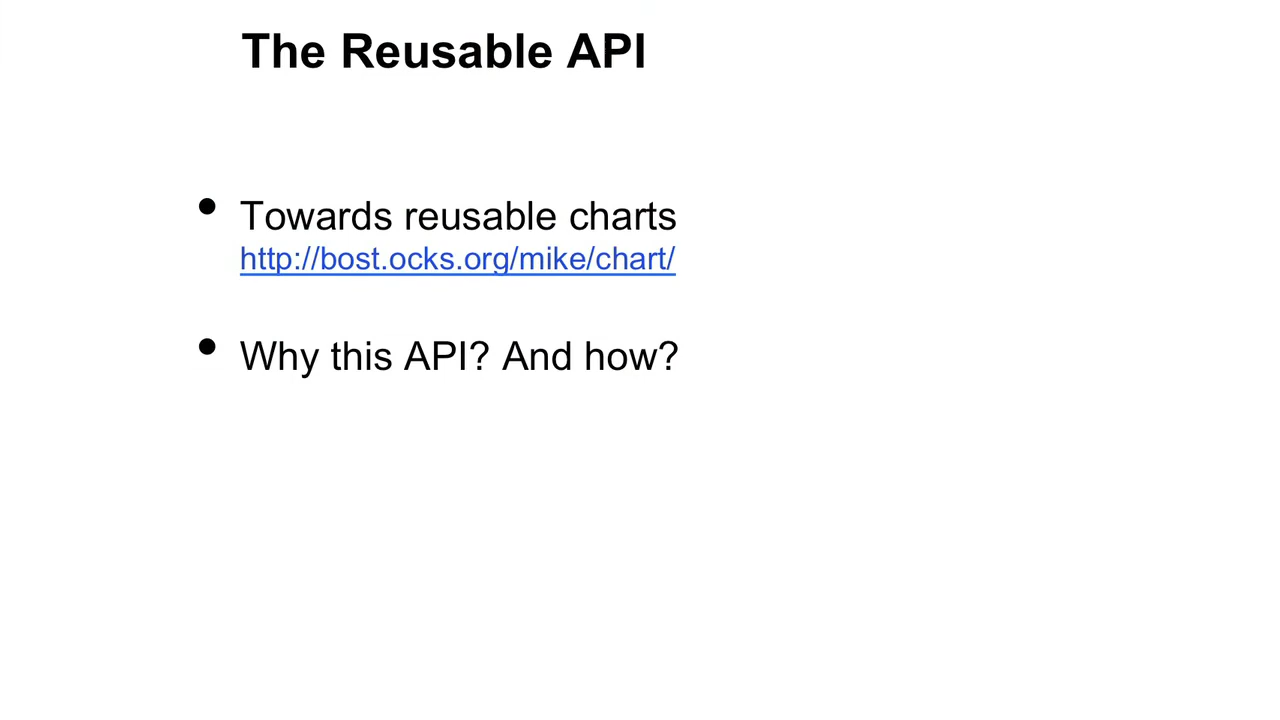 The Reusable API
• Towards reusable charts
http://bost.ocks.org/mike/chart/
• Why this API? And how?